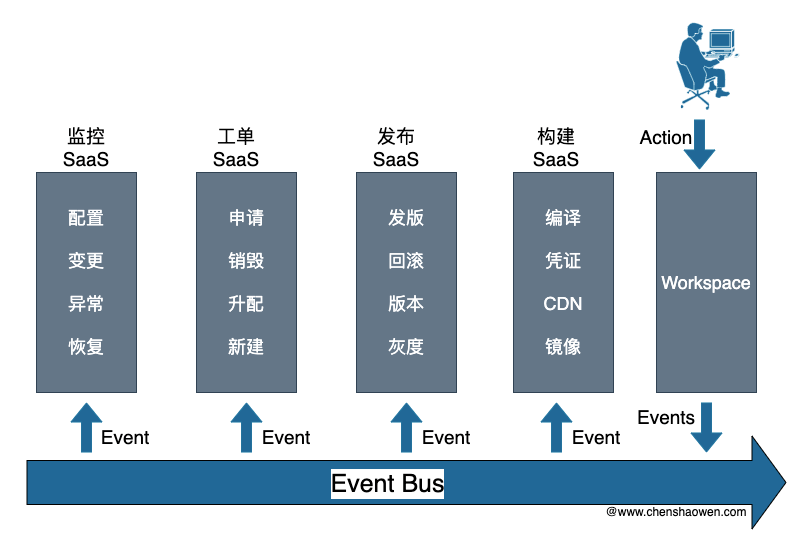 监控
SaaS
工单
SaaS
发布
SaaS
构建
SaaS
Action
配置
变更
异常
恢复
申请
销毁
升配
新建
发版
回滚
版本
灰度
编译
凭证
CDN
镜像
Workspace
Event
Event
Event
Event
Events
Event Bus
@www.chenshaowen.com